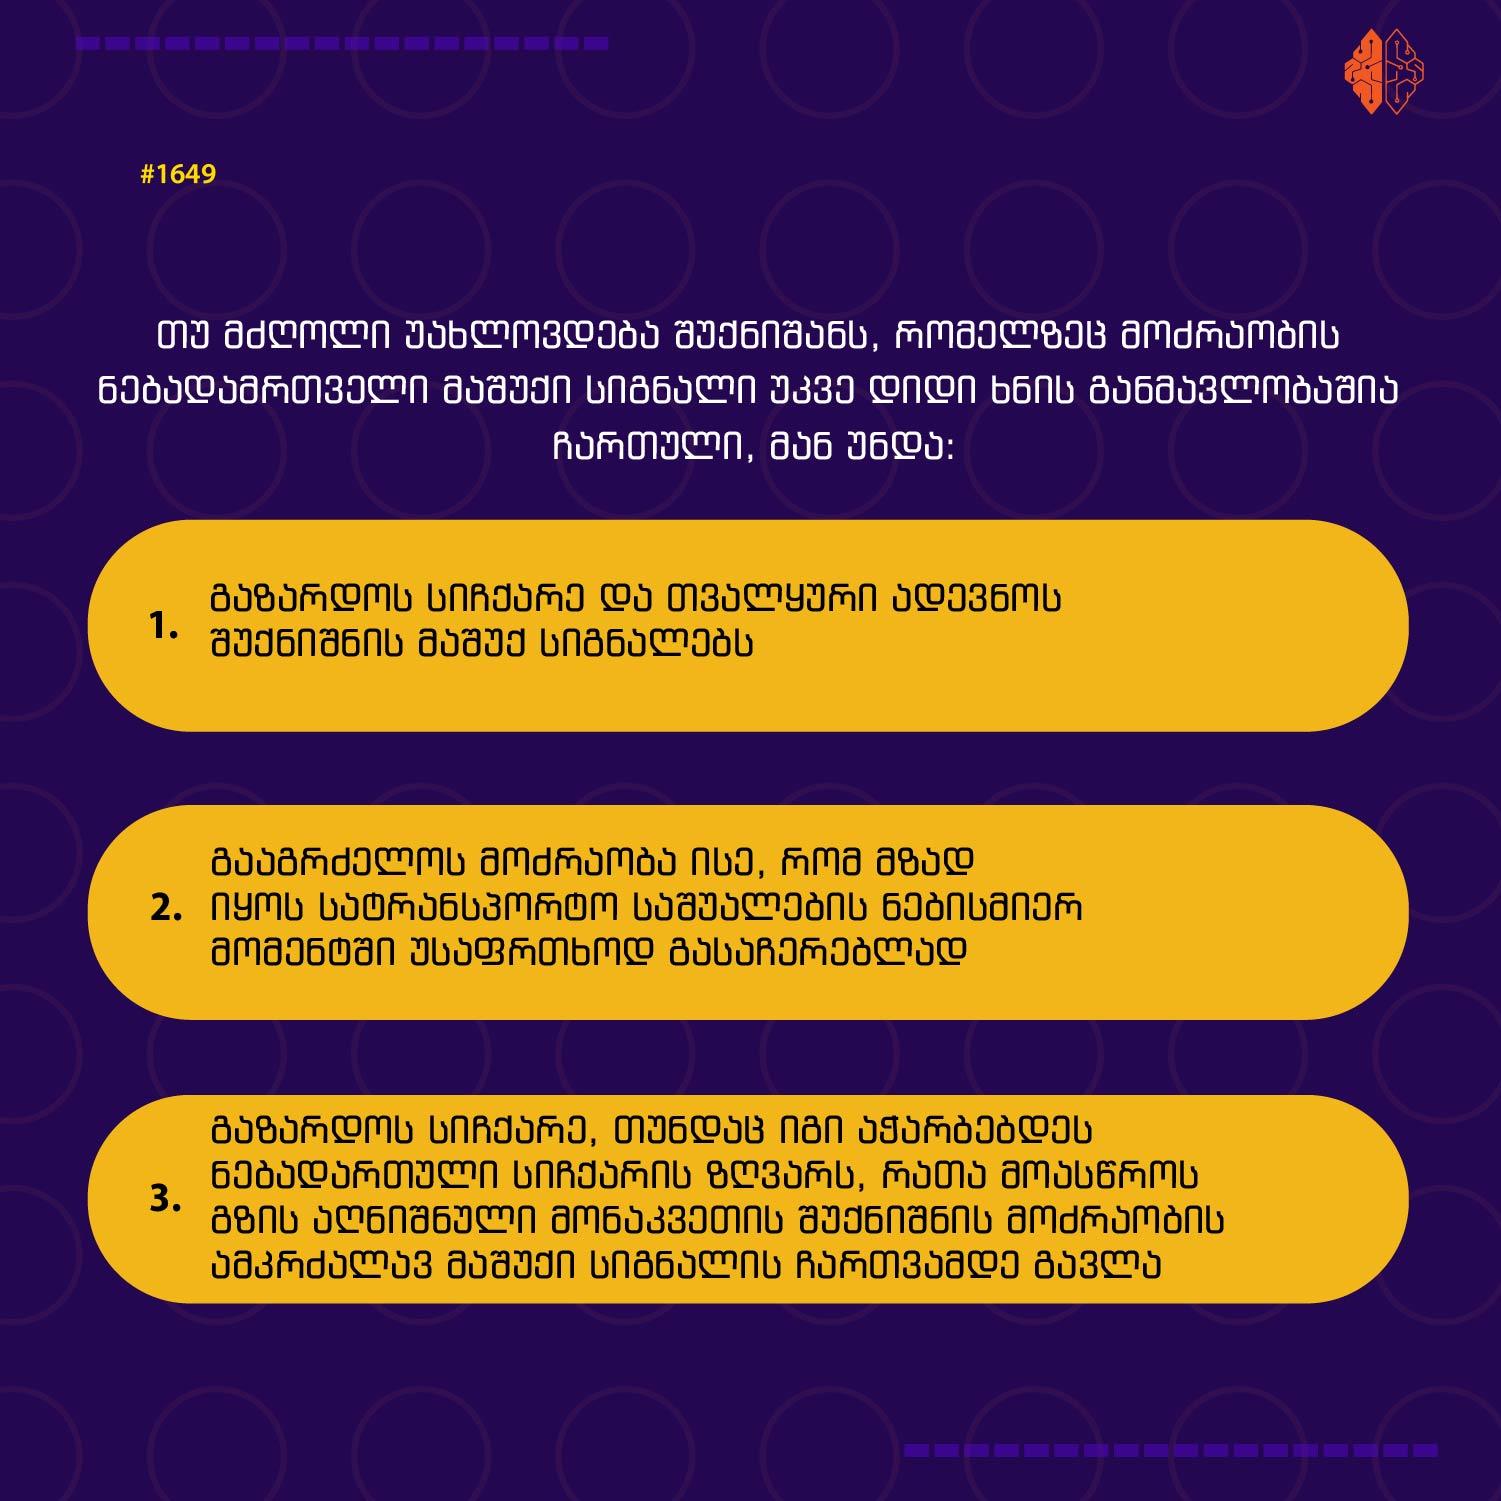 #1649
თუ მძღოლი უახლოვდება შუქნიშანს, რომელზეც მოძრაობის
ნებადამრთველი მაშუქი სიგნალი უკვე დიდი ხნის განმავლობაშია
ჩართული, მან უნდა:
1. გაზარდოს სიჩქარე და თვალყური ადევნოს
შუქნიშნის მაშუქ სიგნალებს
2. გააგრძელოს მოძრაობა ისე, რომ მზად
იყოს სატრანსპორტო საშუალების ნებისმიერ
მომენტში უსაფრთხოდ გასაჩერებლად
3. გაზარდოს სიჩქარე, თუნდაც იგი აჭარბებდეს
ნებადართული სიჩქარის ზღვარს, რათა მოასწროს
გზის აღნიშნული მონაკვეთის შუქნიშნის მოძრაობის
ამკრძალავ მაშუქი სიგნალის ჩართვამდე გავლა